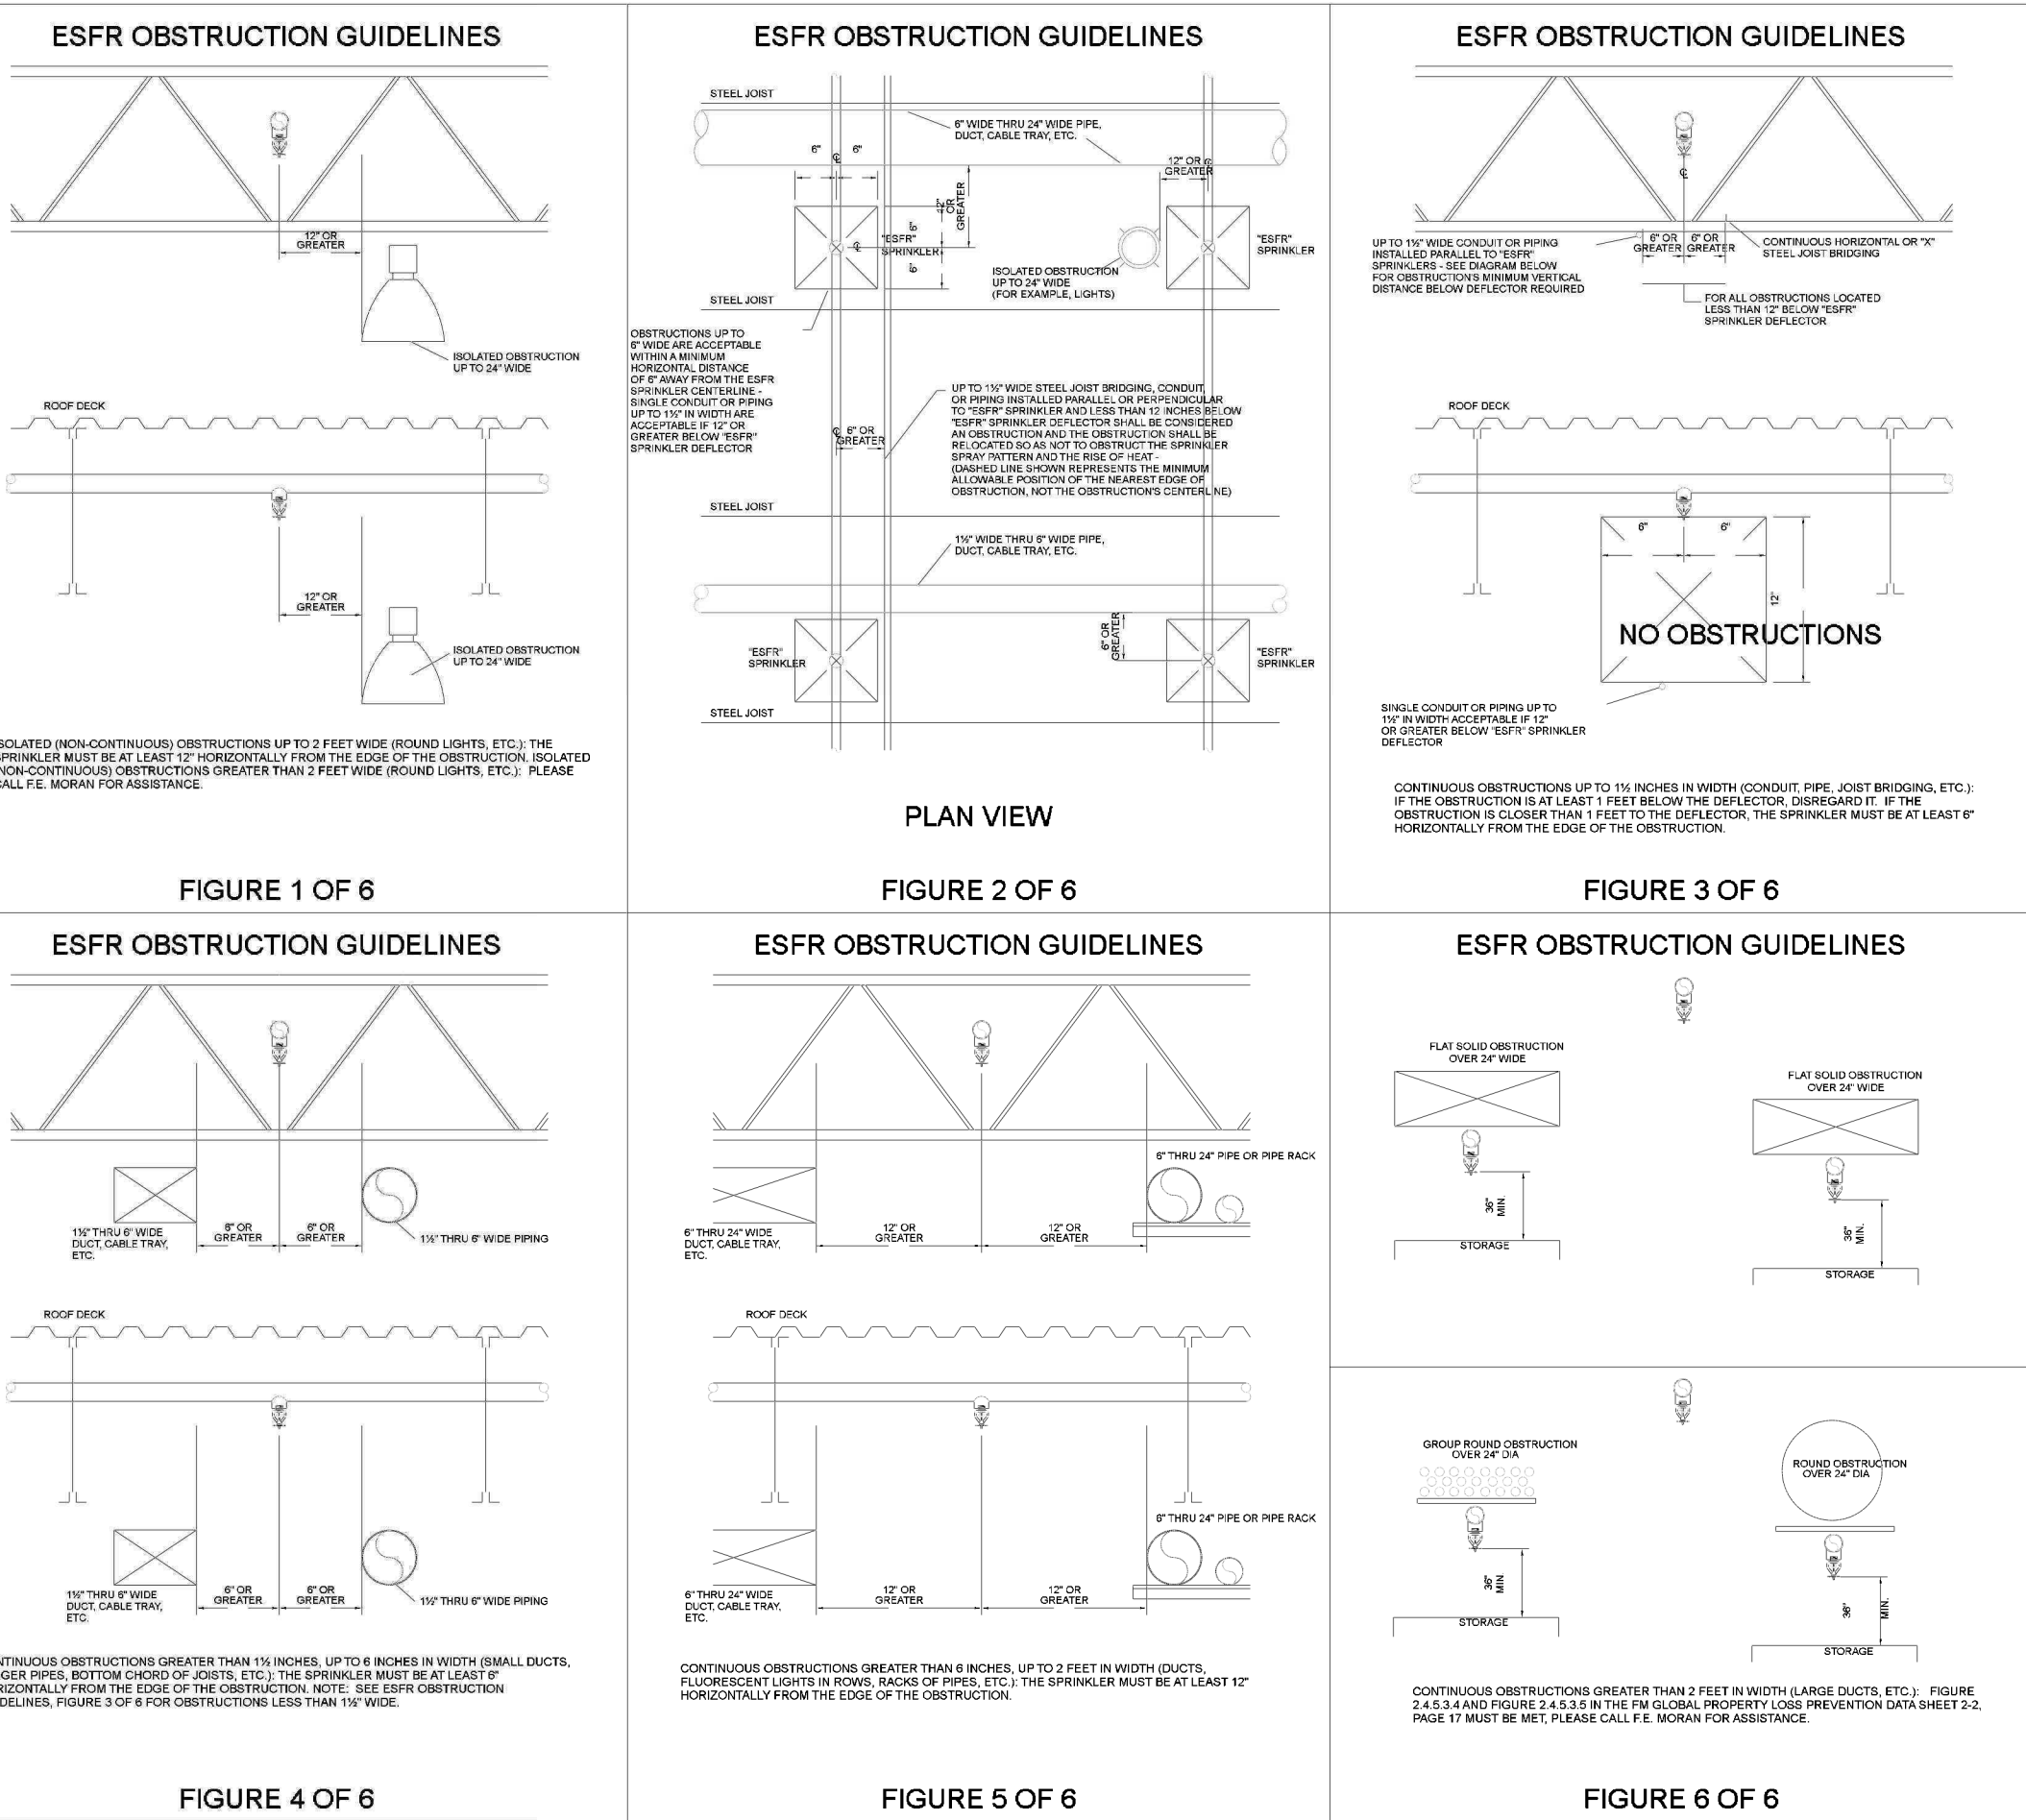 ESFR OBSTRUCTION GUIDELINES
12" OR
GREATER
ISOLATED OBSTRUCTION
UP TO 24" WIDE
ROOF DECK
12" OR
GREATER
ISOLATED OBSTRUCTION
UP TO 24" WIDE
SOLATED (NON-CONTINUOUS) OBSTRUCTIONS UP TO 2 FEET WIDE (ROUND LIGHTS, ETC.): THE
SPRINKLER MUST BE AT LEAST 12" HORIZONTALLY FROM THE EDGE OF THE OBSTRUCTION. ISOLATED
NON-CONTINUOUS) OBSTRUCTIONS GREATER THAN 2 FEET WIDE (ROUND LIGHTS, ETC.): PLEASE
CALL F.E. MORAN FOR ASSISTANCE.
FIGURE 1 OF 6
ESFR OBSTRUCTION GUIDELINES
STEEL JOIST
6" WIDE THRU 24" WIDE PIPE,
DUCT, CABLE TRAY, ETC.
6" 6"
12" OR
GREATER
12"
OR
GREATER
6"
6"
"ESFR"
SPRINKLER
"ESFR"
SPRINKLER
ISOLATED OBSTRUCTION
UP TO 24" WIDE
(FOR EXAMPLE, LIGHTS)
STEEL JOIST
OBSTRUCTIONS UP TO
6" WIDE ARE ACCEPTABLE
WITHIN A MINIMUM
HORIZONTAL DISTANCE
OF 6" AWAY FROM THE ESFR
SPRINKLER CENTERLINE -
SINGLE CONDUIT OR PIPING
UP TO 1½" IN WIDTH ARE
ACCEPTABLE IF 12" OR
GREATER BELOW "ESFR"
SPRINKLER DEFLECTOR
6" OR
GREATER
UP TO 1½" WIDE STEEL JOIST BRIDGING, CONDUIT,
OR PIPING INSTALLED PARALLEL OR PERPENDICULAR
TO "ESFR" SPRINKLER AND LESS THAN 12 INCHES BELOW
"ESFR" SPRINKLER DEFLECTOR SHALL BE CONSIDERED
AN OBSTRUCTION AND THE OBSTRUCTION SHALL BE
RELOCATED SO AS NOT TO OBSTRUCT THE SPRINKLER
SPRAY PATTERN AND THE RISE OF HEAT -
(DASHED LINE SHOWN REPRESENTS THE MINIMUM
ALLOWABLE POSITION OF THE NEAREST EDGE OF
OBSTRUCTION, NOT THE OBSTRUCTION'S CENTERLINE)
STEEL JOIST
1½" WIDE THRU 6" WIDE PIPE,
DUCT, CABLE TRAY, ETC.
6" OR
GREATER
"ESFR"
SPRINKLER
"ESFR"
SPRINKLER
STEEL JOIST
PLAN VIEW
FIGURE 2 OF 6
ESFR OBSTRUCTION GUIDELINES
UP TO 1½" WIDE CONDUIT OR PIPING
INSTALLED PARALLEL TO "ESFR"
SPRINKLERS - SEE DIAGRAM BELOW
FOR OBSTRUCTION'S MINIMUM VERTICAL
DISTANCE BELOW DEFLECTOR REQUIRED
6" OR
GREATER
6" OR
GREATER
CONTINUOUS HORIZONTAL OR "X"
STEEL JOIST BRIDGING
FOR ALL OBSTRUCTIONS LOCATED
LESS THAN 12" BELOW "ESFR"
SPRINKLER DEFLECTOR
ROOF DECK
6" 6"
12"
NO OBSTRUCTIONS
SINGLE CONDUIT OR PIPING UP TO
1½" IN WIDTH ACCEPTABLE IF 12"
OR GREATER BELOW "ESFR" SPRINKLER
DEFLECTOR
CONTINUOUS OBSTRUCTIONS UP TO 1½ INCHES IN WIDTH (CONDUIT, PIPE, JOIST BRIDGING, ETC.):
IF THE OBSTRUCTION IS AT LEAST 1 FEET BELOW THE DEFLECTOR, DISREGARD IT. IF THE
OBSTRUCTION IS CLOSER THAN 1 FEET TO THE DEFLECTOR, THE SPRINKLER MUST BE AT LEAST 6"
HORIZONTALLY FROM THE EDGE OF THE OBSTRUCTION.
FIGURE 3 OF 6
ESFR OBSTRUCTION GUIDELINES
1½" THRU 6" WIDE
DUCT, CABLE TRAY,
ETC.
6" OR
GREATER
6" OR
GREATER
1½" THRU 6" WIDE PIPING
ROOF DECK
1½" THRU 6" WIDE
DUCT, CABLE TRAY,
ETC.
6" OR
GREATER
6" OR
GREATER
1½" THRU 6" WIDE PIPING
NTINUOUS OBSTRUCTIONS GREATER THAN 1½ INCHES, UP TO 6 INCHES IN WIDTH (SMALL DUCTS,
GER PIPES, BOTTOM CHORD OF JOISTS, ETC.): THE SPRINKLER MUST BE AT LEAST 6"
RIZONTALLY FROM THE EDGE OF THE OBSTRUCTION. NOTE: SEE ESFR OBSTRUCTION
DELINES, FIGURE 3 OF 6 FOR OBSTRUCTIONS LESS THAN 1½" WIDE.
FIGURE 4 OF 6
ESFR OBSTRUCTION GUIDELINES
6" THRU 24" PIPE OR PIPE RACK
6" THRU 24" WIDE
DUCT, CABLE TRAY,
ETC.
12" OR
GREATER
12" OR
GREATER
ROOF DECK
6" THRU 24" PIPE OR PIPE RACK
6" THRU 24" WIDE
DUCT, CABLE TRAY,
ETC.
12" OR
GREATER
12" OR
GREATER
CONTINUOUS OBSTRUCTIONS GREATER THAN 6 INCHES, UP TO 2 FEET IN WIDTH (DUCTS,
FLUORESCENT LIGHTS IN ROWS, RACKS OF PIPES, ETC.): THE SPRINKLER MUST BE AT LEAST 12"
HORIZONTALLY FROM THE EDGE OF THE OBSTRUCTION.
FIGURE 5 OF 6
ESFR OBSTRUCTION GUIDELINES
FLAT SOLID OBSTRUCTION
OVER 24" WIDE
36"
MIN.
STORAGE
FLAT SOLID OBSTRUCTION
OVER 24" WIDE
36"
MIN.
STORAGE
GROUP ROUND OBSTRUCTION
OVER 24" DIA
36"
MIN
STORAGE
ROUND OBSTRUCTION
OVER 24" DIA
36"
MIN.
STORAGE
CONTINUOUS OBSTRUCTIONS GREATER THAN 2 FEET IN WIDTH (LARGE DUCTS, ETC.): FIGURE
2.4.5.3.4 AND FIGURE 2.4.5.3.5 IN THE FM GLOBAL PROPERTY LOSS PREVENTION DATA SHEET 2-2,
PAGE 17 MUST BE MET, PLEASE CALL F.E. MORAN FOR ASSISTANCE.
FIGURE 6 OF 6